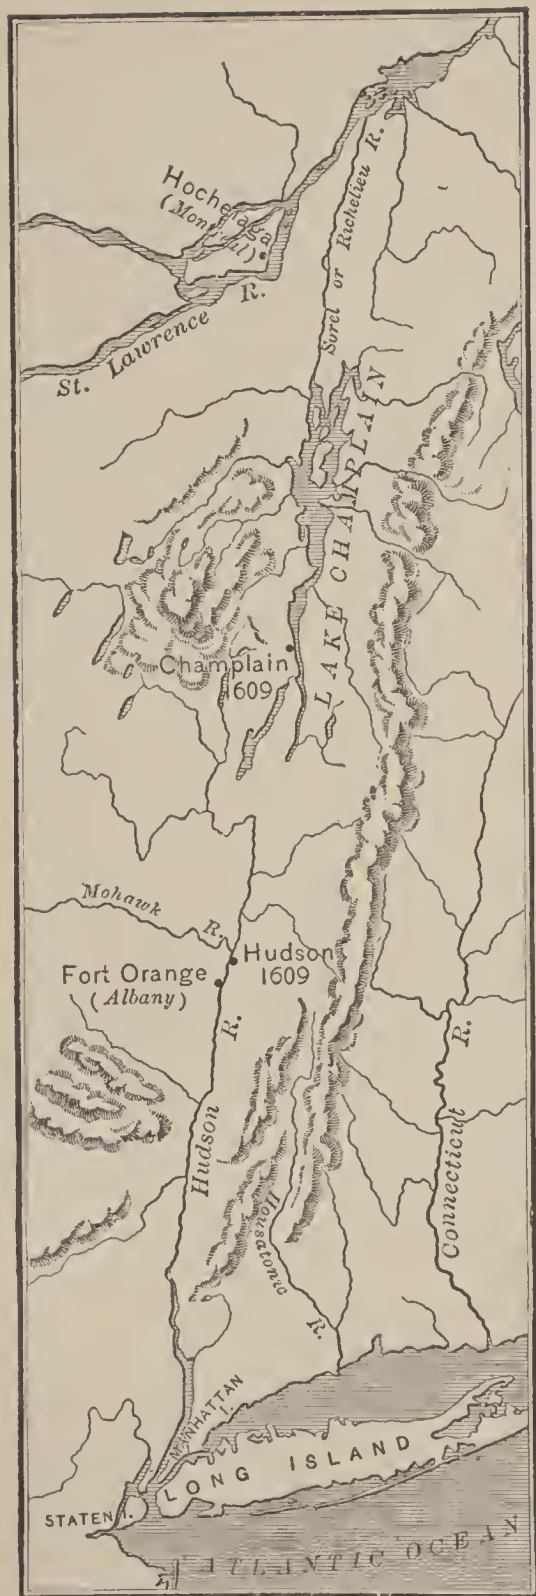 Hochelaga
(Montreal)
Sorel or Richelieu R.
St. Lawrence R.
LAKE CHAMPLAIN
Champlain
1609
Mohawk R.
Hudson
1609
Fort Orange
(Albany)
Hudson R.
Connecticut R.
Housatonic R.
MANHATTAN I.
LONG ISLAND
STATEN I.
ATLANTIC OCEAN